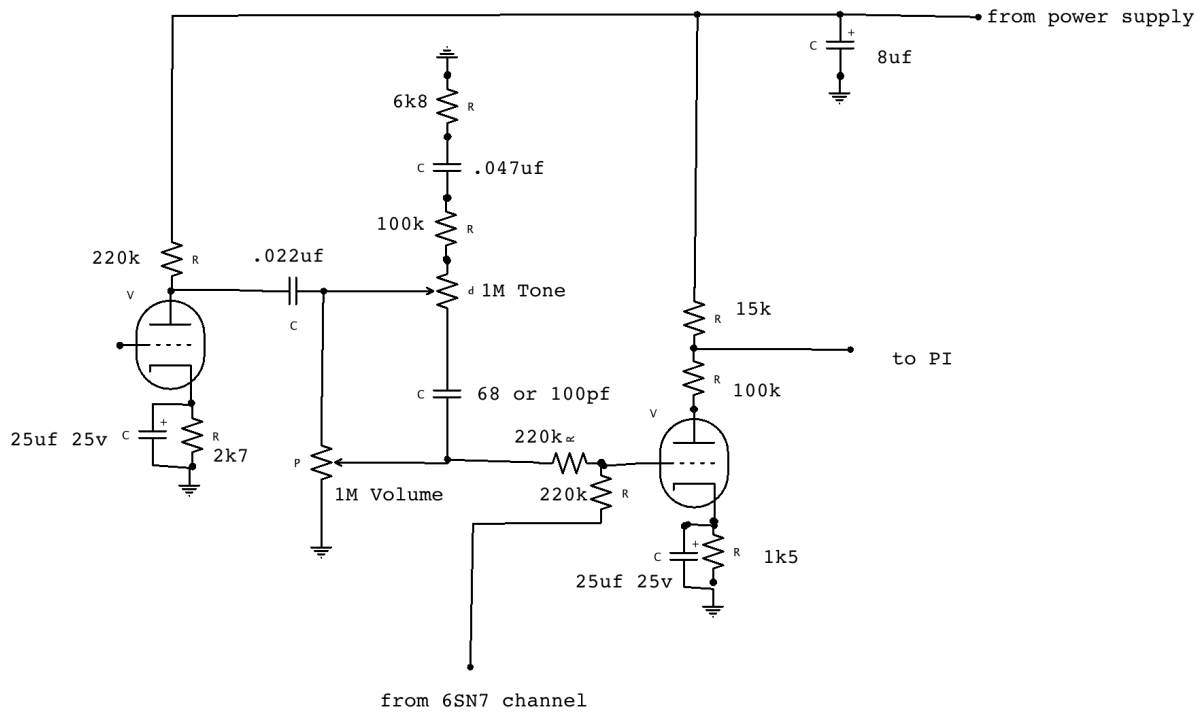 from power supply
C +
8uf
6k8 R
C .047uf
100k R
220k R
.022uf
C
d 1M Tone
V
R 15k
to PI
R 100k
C 68 or 100pf
V
25uf 25v C + R
2k7
220k R
P
1M Volume
220k R
C + R 1k5
25uf 25v
from 6SN7 channel